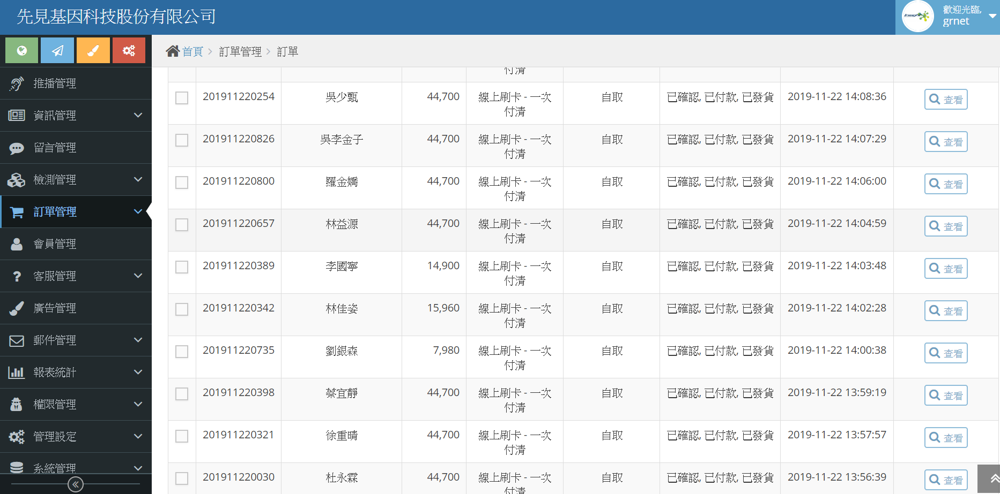 先見基因科技股份有限公司
Insight
歡迎光臨,
grnet
首頁 > 訂單管理 > 訂單
推播管理
資訊管理
留言管理
檢測管理
訂單管理
會員管理
客服管理
廣告管理
郵件管理
報表統計
權限管理
管理設定
系統管理
付清
201911220254 吳少甄 44,700 線上刷卡 - 一次 自取 已確認, 已付款, 已發貨 2019-11-22 14:08:36 查看
付清
201911220826 吳李金子 44,700 線上刷卡 - 一次 自取 已確認, 已付款, 已發貨 2019-11-22 14:07:29 查看
付清
201911220800 羅金嬌 44,700 線上刷卡 - 一次 自取 已確認, 已付款, 已發貨 2019-11-22 14:06:00 查看
付清
201911220657 林益源 44,700 線上刷卡 - 一次 自取 已確認, 已付款, 已發貨 2019-11-22 14:04:59 查看
付清
201911220389 李國寧 14,900 線上刷卡 - 一次 自取 已確認, 已付款, 已發貨 2019-11-22 14:03:48 查看
付清
201911220342 林佳姿 15,960 線上刷卡 - 一次 自取 已確認, 已付款, 已發貨 2019-11-22 14:02:28 查看
付清
201911220735 劉銀森 7,980 線上刷卡 - 一次 自取 已確認, 已付款, 已發貨 2019-11-22 14:00:38 查看
付清
201911220398 蔡宜靜 44,700 線上刷卡 - 一次 自取 已確認, 已付款, 已發貨 2019-11-22 13:59:19 查看
付清
201911220321 徐重晴 44,700 線上刷卡 - 一次 自取 已確認, 已付款, 已發貨 2019-11-22 13:57:57 查看
付清
201911220030 杜永霖 44,700 線上刷卡 - 一次 自取 已確認, 已付款, 已發貨 2019-11-22 13:56:39 查看
付清